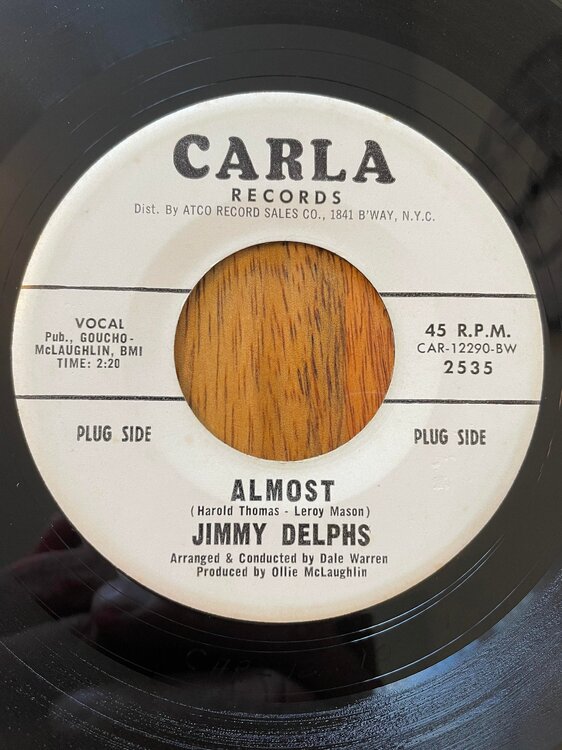 CARLA
RECORDS
Dist. By ATCO RECORD SALES CO., 1841 B'WAY, N.Y.C.
VOCAL
Pub., GOUCHO-
McLAUGHLIN, BMI
TIME: 2:20
45 R.P.M.
CAR-12290-BW
2535
PLUG SIDE
PLUG SIDE
ALMOST
(Harold Thomas - Leroy Mason)
JIMMY DELPHS
Arranged & Conducted by Dale Warren
Produced by Ollie McLaughlin